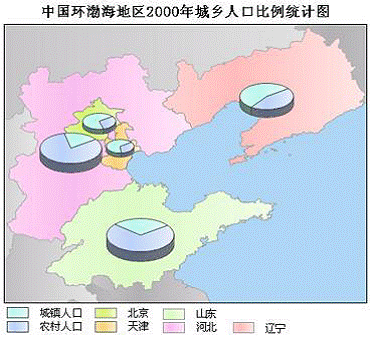 中国环渤海地区2000年城乡人口比例统计图
城镇人口 北京 山东
农村人口 天津 河北 辽宁